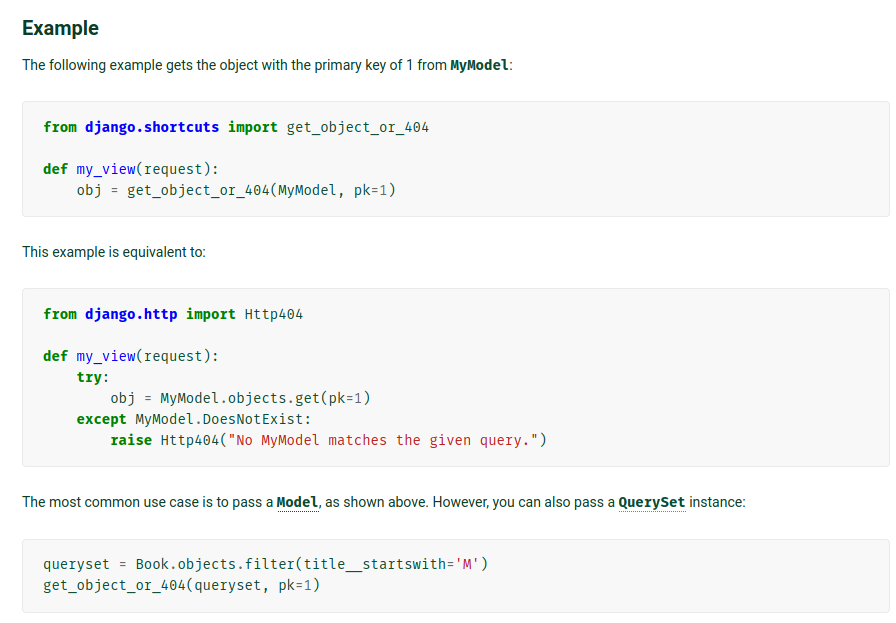 Example
The following example gets the object with the primary key of 1 from MyModel:
from django.shortcuts import get_object_or_404
def my_view(request):
    obj = get_object_or_404(MyModel, pk=1)
This example is equivalent to:
from django.http import Http404
def my_view(request):
    try:
        obj = MyModel.objects.get(pk=1)
    except MyModel.DoesNotExist:
        raise Http404("No MyModel matches the given query.")
The most common use case is to pass a Model, as shown above. However, you can also pass a QuerySet instance:
queryset = Book.objects.filter(title__startswith='M')
get_object_or_404(queryset, pk=1)